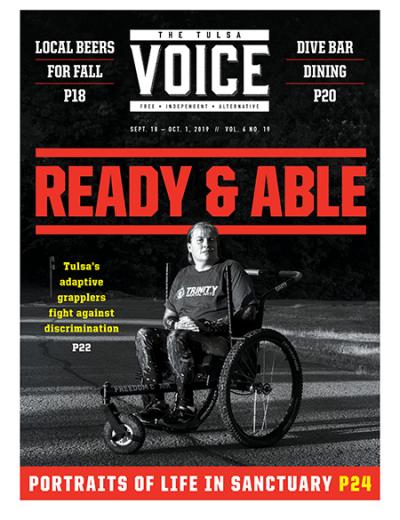 THE TULSA
VOICE
FREE • INDEPENDENT • ALTERNATIVE
LOCAL BEERS
FOR FALL
P18
DIVE BAR
DINING
P20
SEPT. 18 – OCT. 1, 2019 // VOL. 6 NO. 19
READY & ABLE
Tulsa's
adaptive
grapplers
fight against
discrimination
P22
TRINITY
FREEDOM
PORTRAITS OF LIFE IN SANCTUARY P24